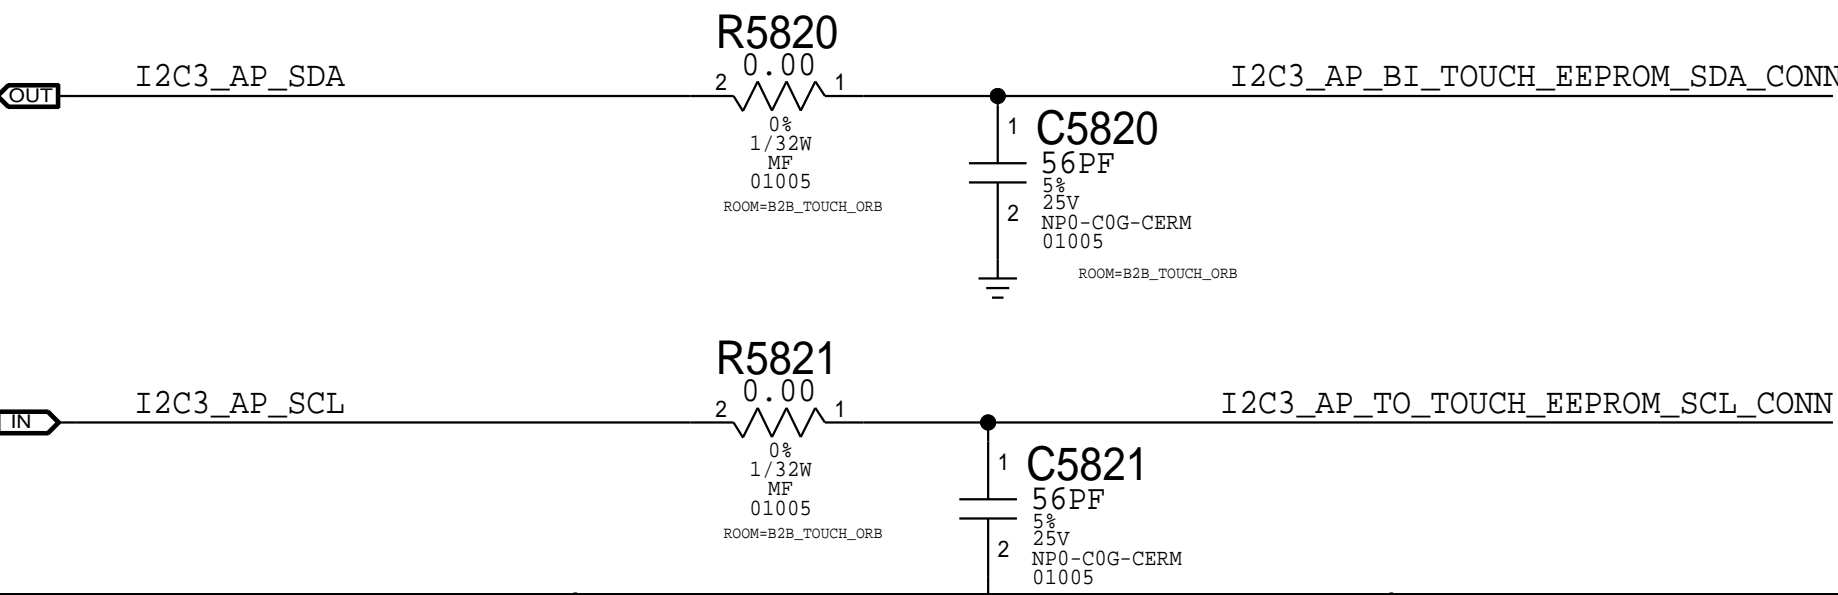 R5820
0.00
I2C3_AP_SDA
2
1
I2C3_AP_BI_TOUCH_EEPROM_SDA_CONN
OUT
0%
1/32W
MF
01005
ROOM=B2B_TOUCH_ORB
1
C5820
56PF
5%
25V
2
NP0-C0G-CERM
01005
ROOM=B2B_TOUCH_ORB
R5821
0.00
I2C3_AP_SCL
2
1
I2C3_AP_TO_TOUCH_EEPROM_SCL_CONN
IN
0%
1/32W
MF
01005
ROOM=B2B_TOUCH_ORB
1
C5821
56PF
5%
25V
2
NP0-C0G-CERM
01005